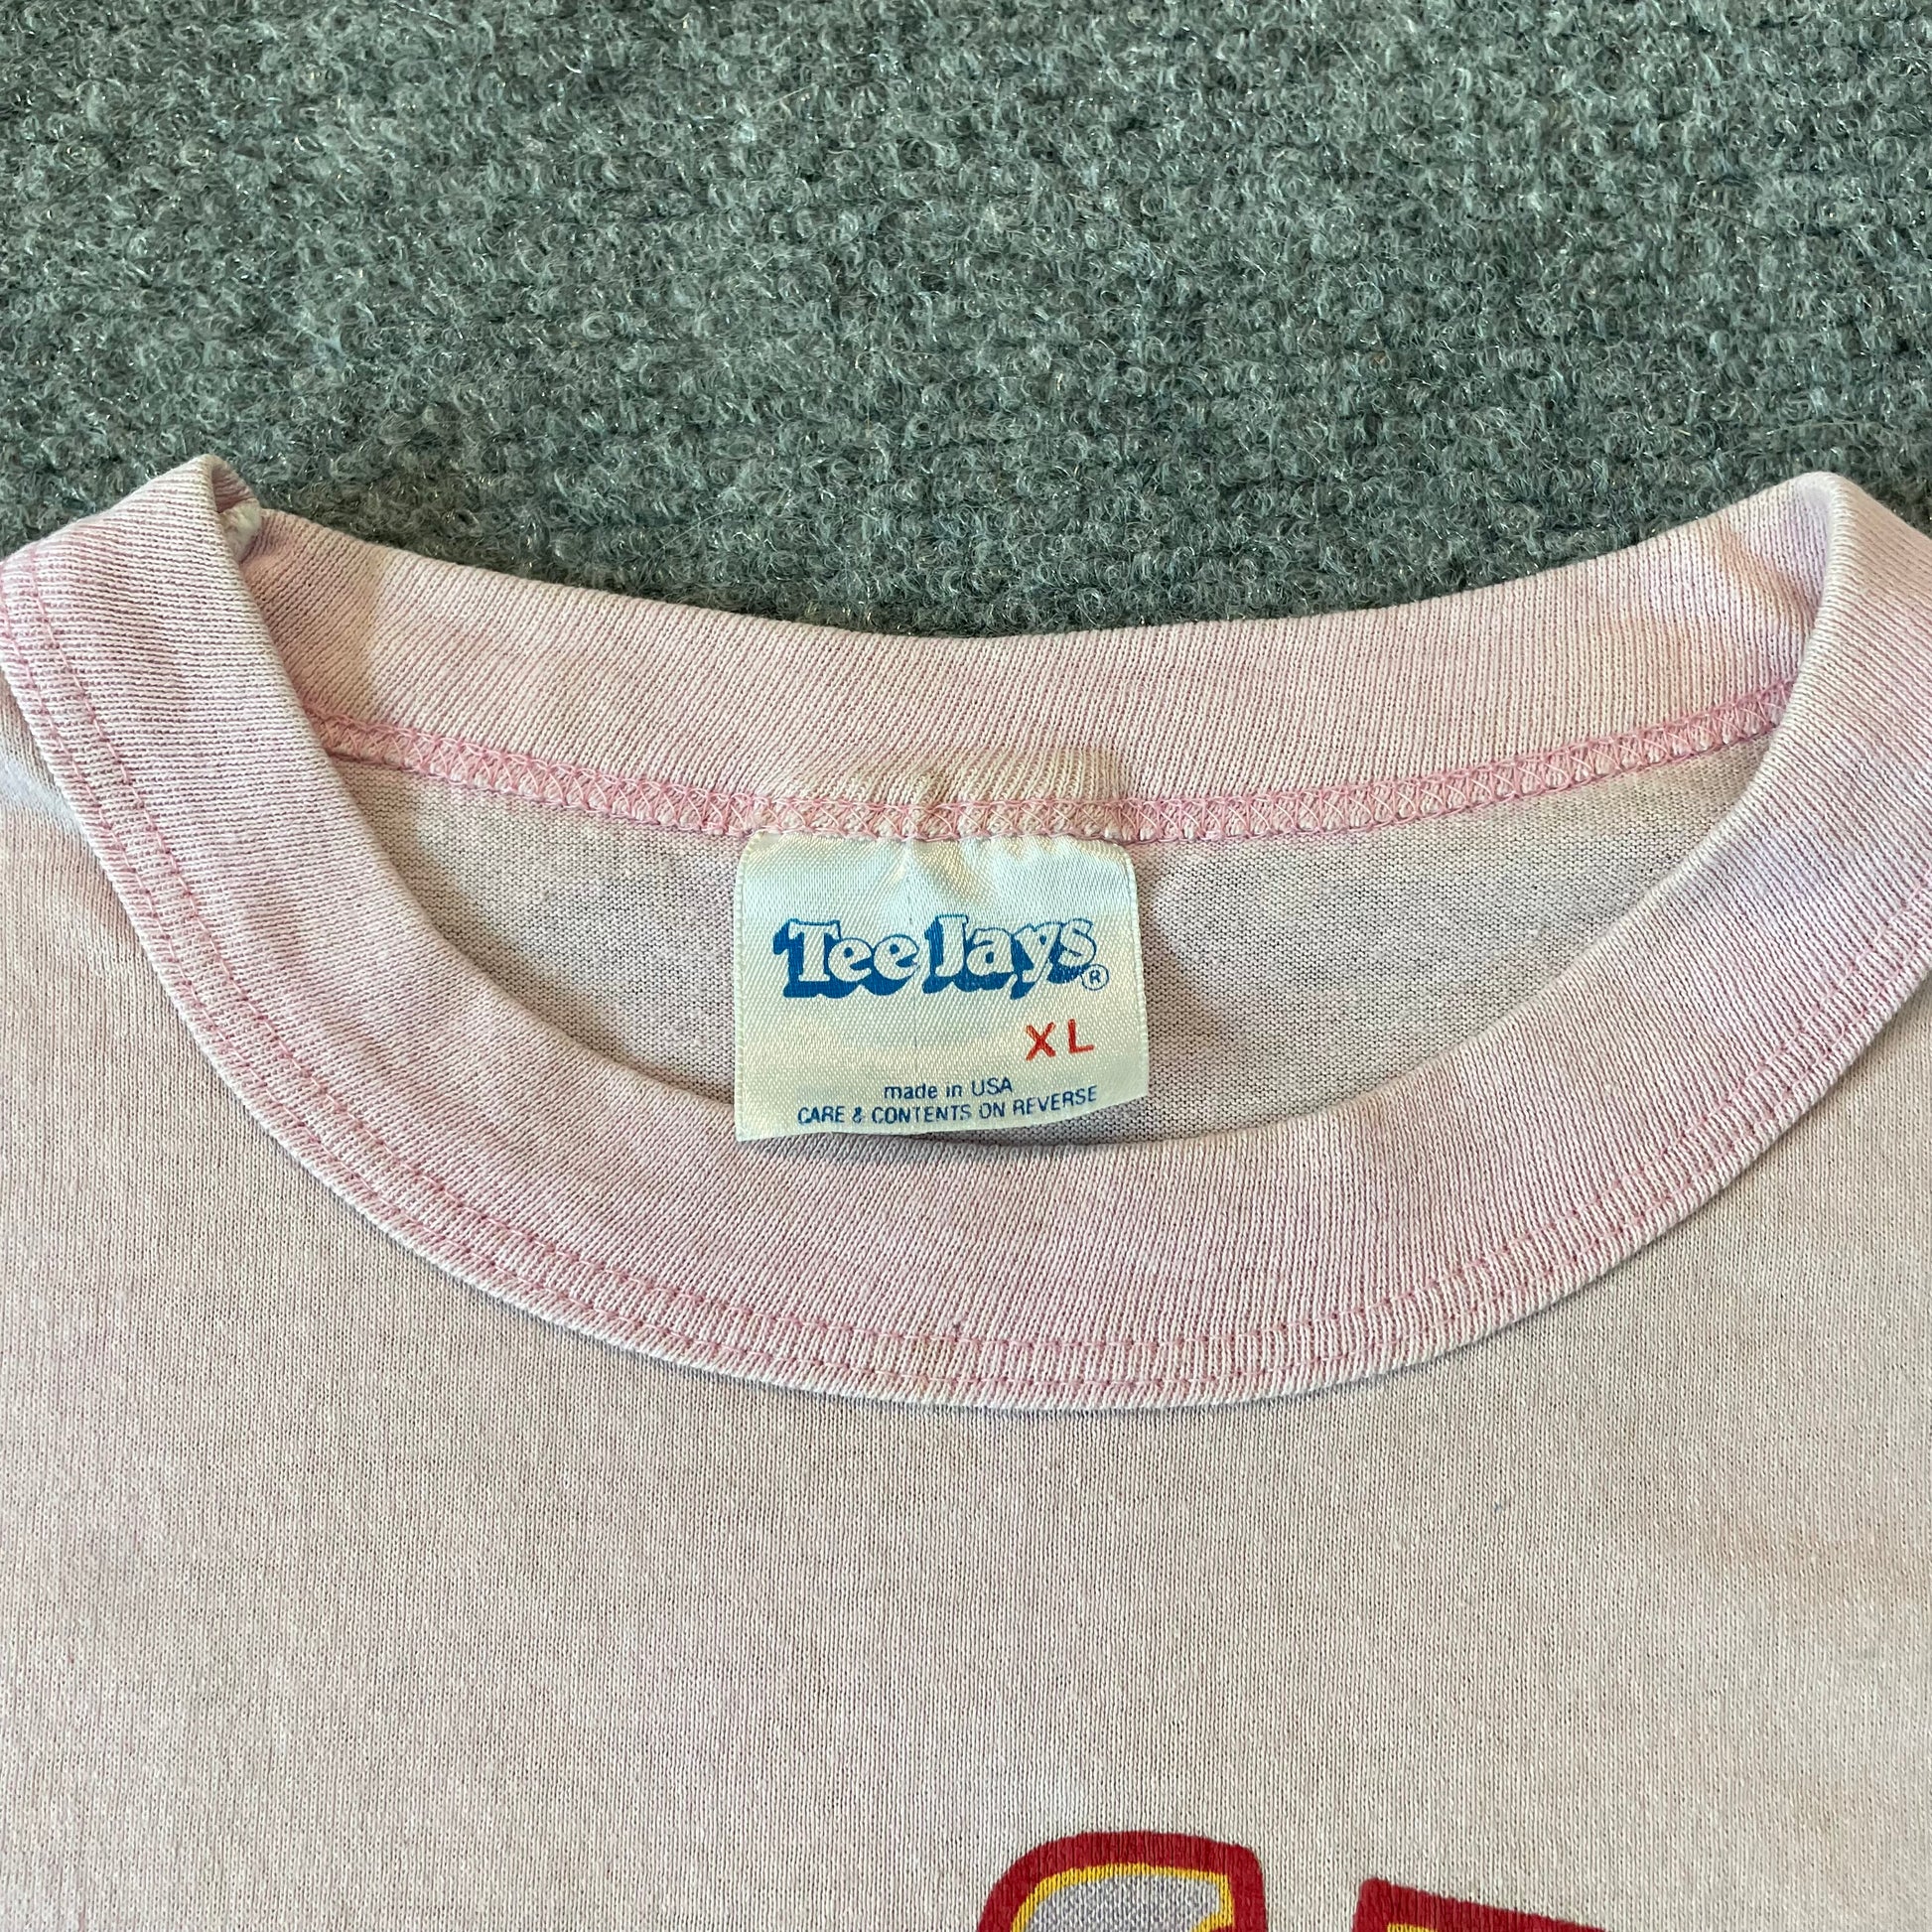 Tee Jays®
XL
made in USA
CARE & CONTENTS ON REVERSE